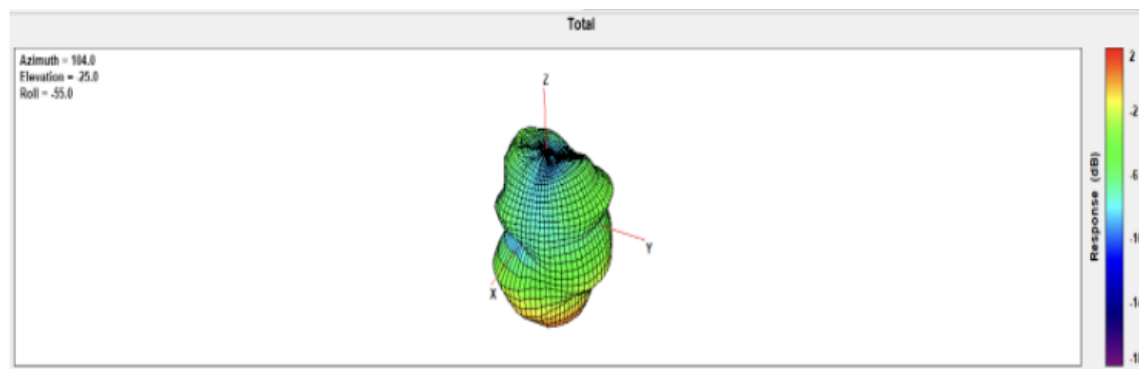 Total
Azimuth = 104.0
Elevation = -25.0
Roll = -55.0
Z
Y
X
2
-2
-6
Response (dB)